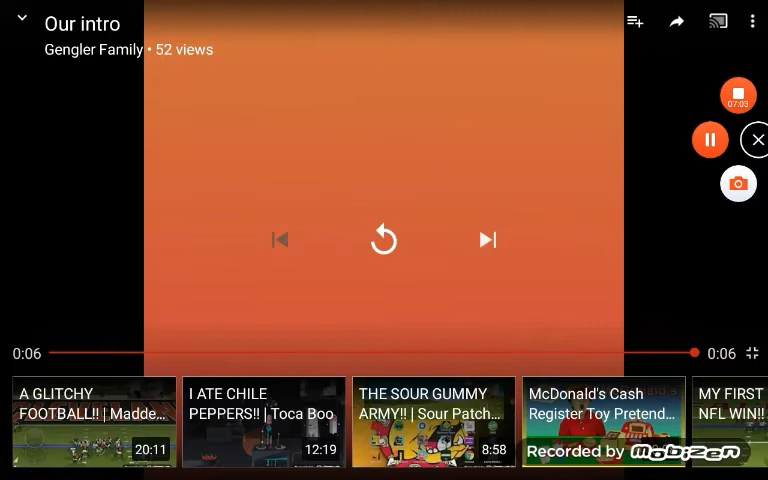 Our intro
Gengler Family • 52 views
07:03
0:06
0:06
A GLITCHY
FOOTBALL!! | Madde...
20:11
I ATE CHILE
PEPPERS!! | Toca Boo
12:19
THE SOUR GUMMY
ARMY!! | Sour Patch...
8:58
McDonald's Cash
Register Toy Pretend...
MY FIRST
NFL WIN!!
Recorded by mobizen